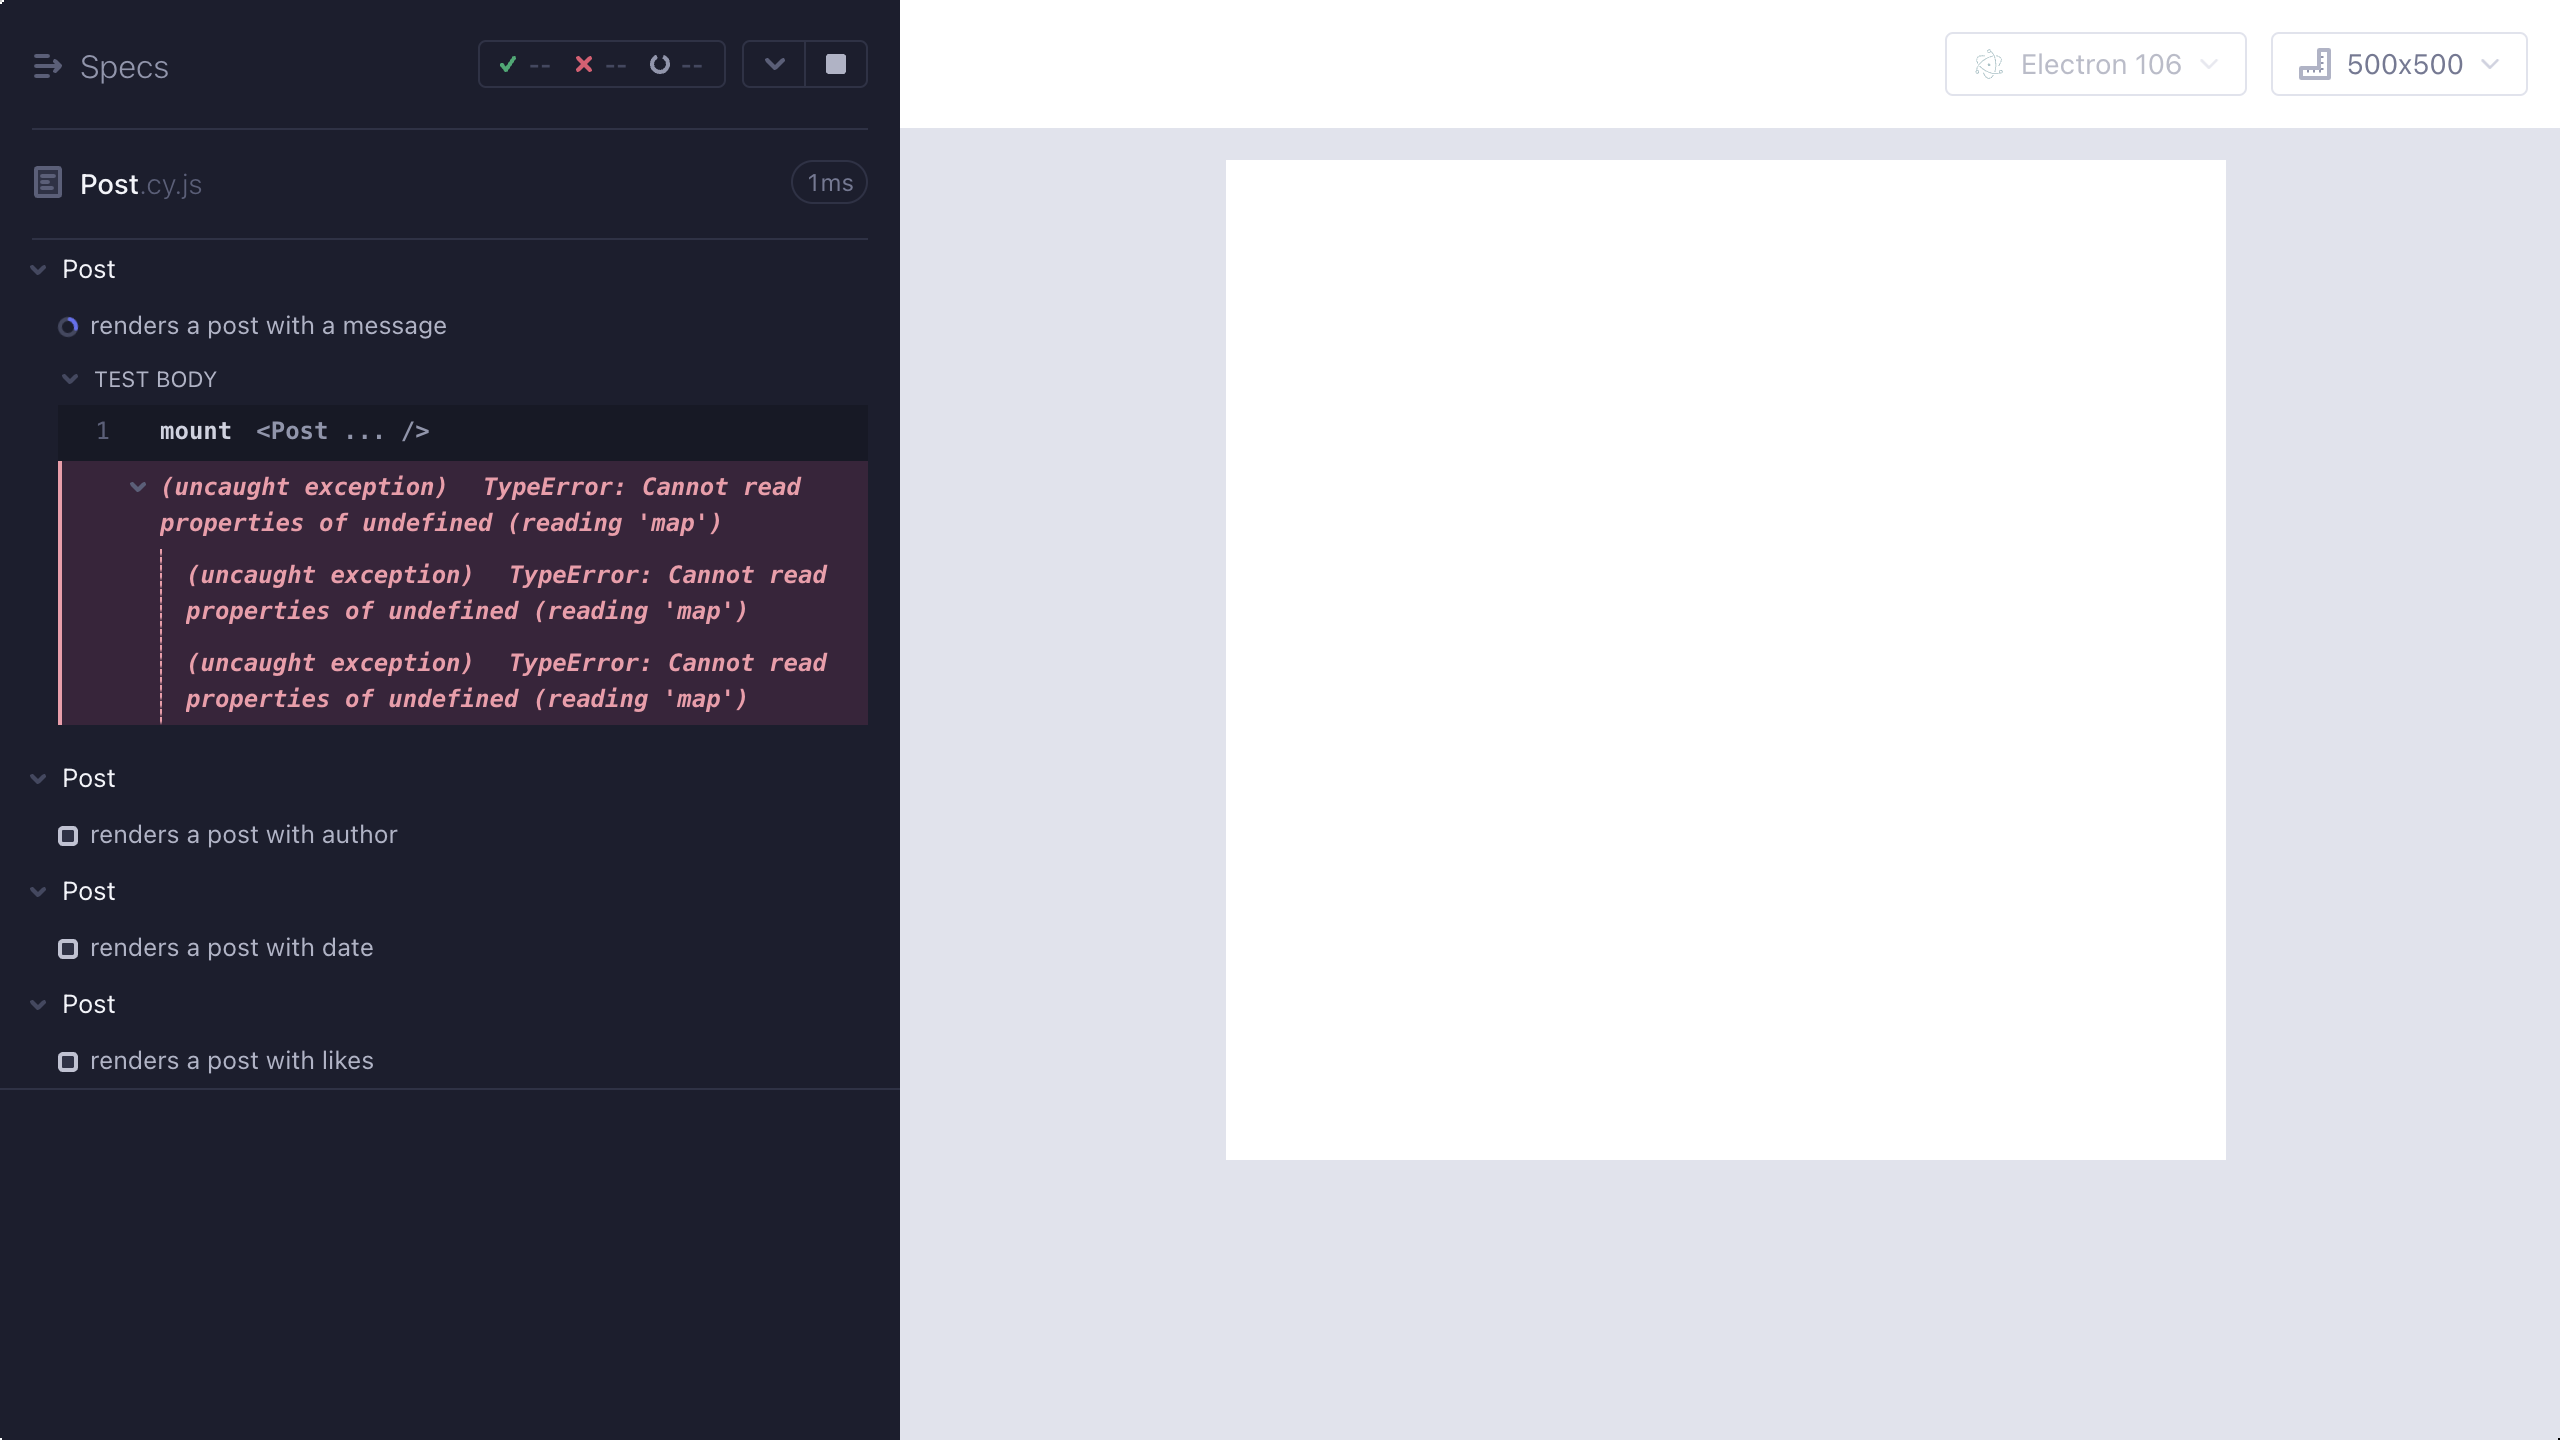 Specs
-- -- --
Electron 106
500x500
Post.cy.js
1ms
Post
renders a post with a message
TEST BODY
1 mount <Post ... />
(uncaught exception) TypeError: Cannot read
properties of undefined (reading 'map')
(uncaught exception) TypeError: Cannot read
properties of undefined (reading 'map')
(uncaught exception) TypeError: Cannot read
properties of undefined (reading 'map')
Post
renders a post with author
Post
renders a post with date
Post
renders a post with likes